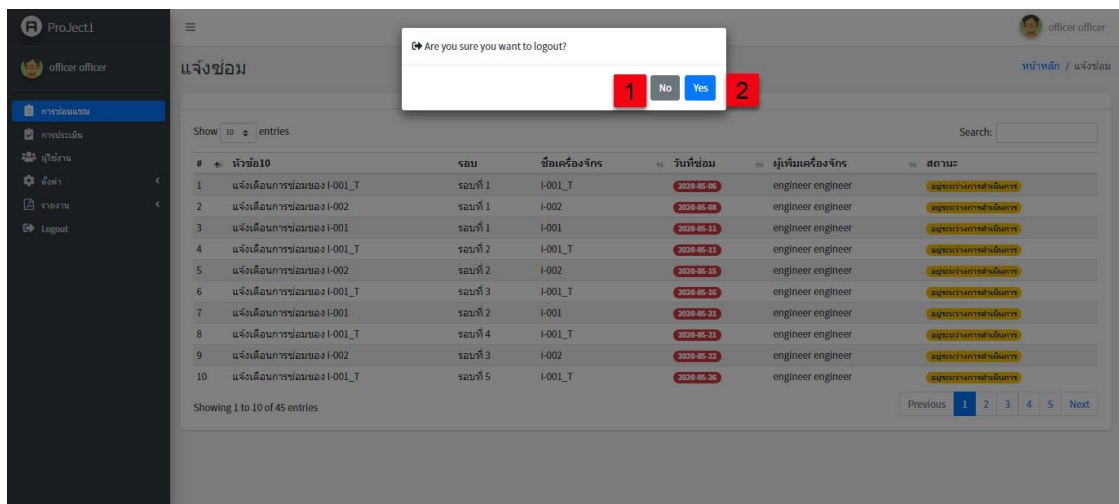 ProJect1
officer officer
Are you sure you want to logout?
1 No Yes 2
officer officer
แจ้งซ่อม
หน้าหลัก / แจ้งซ่อม
การซ่อมแซม
การประเมิน
ผู้ใช้งาน
ตั้งค่า
รายงาน
Logout
Show 10 entries
Search:
# หัวข้อ10 รอบ ชื่อเครื่องจักร วันที่ซ่อม ผู้เพิ่มเครื่องจักร สถานะ
1 แจ้งเตือนการซ่อมของ I-001_T รอบที่ 1 I-001_T 2020-05-06 engineer engineer อยู่ระหว่างการดำเนินการ
2 แจ้งเตือนการซ่อมของ i-002 รอบที่ 1 i-002 2020-05-08 engineer engineer อยู่ระหว่างการดำเนินการ
3 แจ้งเตือนการซ่อมของ i-001 รอบที่ 1 i-001 2020-05-11 engineer engineer อยู่ระหว่างการดำเนินการ
4 แจ้งเตือนการซ่อมของ I-001_T รอบที่ 2 I-001_T 2020-05-11 engineer engineer อยู่ระหว่างการดำเนินการ
5 แจ้งเตือนการซ่อมของ i-002 รอบที่ 2 i-002 2020-05-15 engineer engineer อยู่ระหว่างการดำเนินการ
6 แจ้งเตือนการซ่อมของ I-001_T รอบที่ 3 I-001_T 2020-05-16 engineer engineer อยู่ระหว่างการดำเนินการ
7 แจ้งเตือนการซ่อมของ i-001 รอบที่ 2 i-001 2020-05-21 engineer engineer อยู่ระหว่างการดำเนินการ
8 แจ้งเตือนการซ่อมของ I-001_T รอบที่ 4 I-001_T 2020-05-21 engineer engineer อยู่ระหว่างการดำเนินการ
9 แจ้งเตือนการซ่อมของ i-002 รอบที่ 3 i-002 2020-05-22 engineer engineer อยู่ระหว่างการดำเนินการ
10 แจ้งเตือนการซ่อมของ I-001_T รอบที่ 5 I-001_T 2020-05-26 engineer engineer อยู่ระหว่างการดำเนินการ
Showing 1 to 10 of 45 entries
Previous 1 2 3 4 5 Next